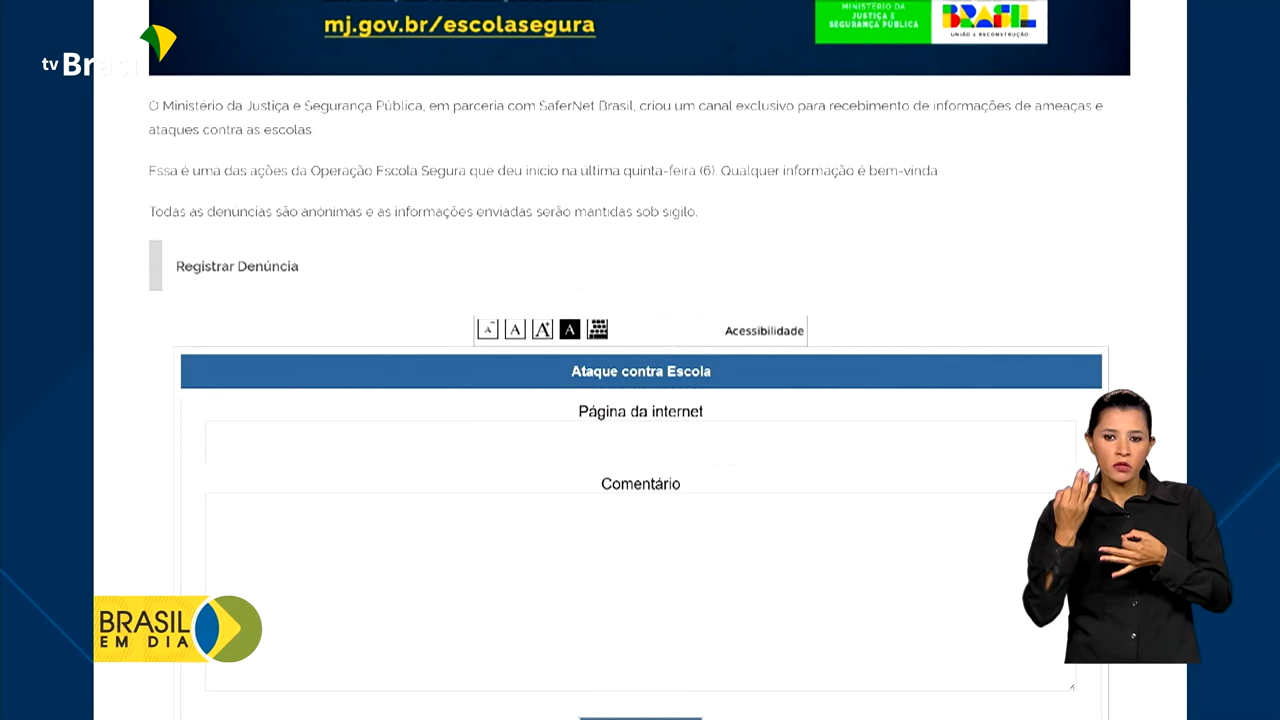 mj.gov.br/escolasegura
MINISTÉRIO DA
JUSTIÇA E
SEGURANÇA PÚBLICA
BRASIL
UNIÃO E RECONSTRUÇÃO
tv Brasil
O Ministério da Justiça e Segurança Pública, em parceria com SaferNet Brasil, criou um canal exclusivo para recebimento de informações de ameaças e
ataques contra as escolas.
Essa é uma das ações da Operação Escola Segura que deu início na última quinta-feira (6). Qualquer informação é bem-vinda
Todas as denúncias são anônimas e as informações enviadas serão mantidas sob sigilo.
Registrar Denúncia
A- A A+ A
Acessibilidade
Ataque contra Escola
Página da internet
Comentário
BRASIL
EM DIA